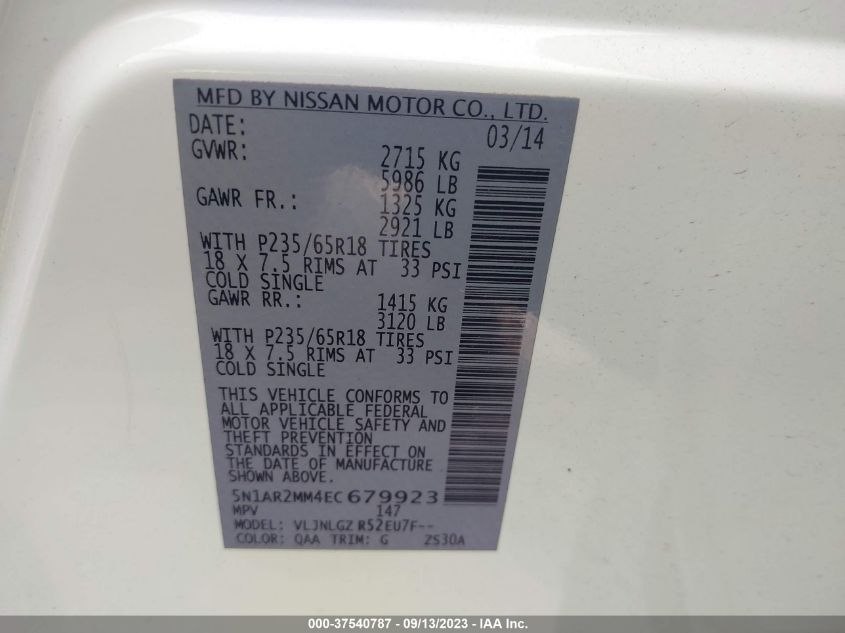 MFD BY NISSAN MOTOR CO., LTD.
DATE: 03/14
GVWR: 2715 KG
5986 LB
GAWR FR.: 1325 KG
2921 LB
WITH P235/65R18 TIRES
18 X 7.5 RIMS AT 33 PSI
COLD SINGLE
GAWR RR.: 1415 KG
3120 LB
WITH P235/65R18 TIRES
18 X 7.5 RIMS AT 33 PSI
COLD SINGLE
THIS VEHICLE CONFORMS TO
ALL APPLICABLE FEDERAL
MOTOR VEHICLE SAFETY AND
THEFT PREVENTION
STANDARDS IN EFFECT ON
THE DATE OF MANUFACTURE
SHOWN ABOVE.
5N1AR2MM4EC679923
MPV 147
MODEL: VLJNLGZ R52EU7F--
COLOR: QAA TRIM: G ZS30A
000-37540787 - 09/13/2023 - IAA Inc.